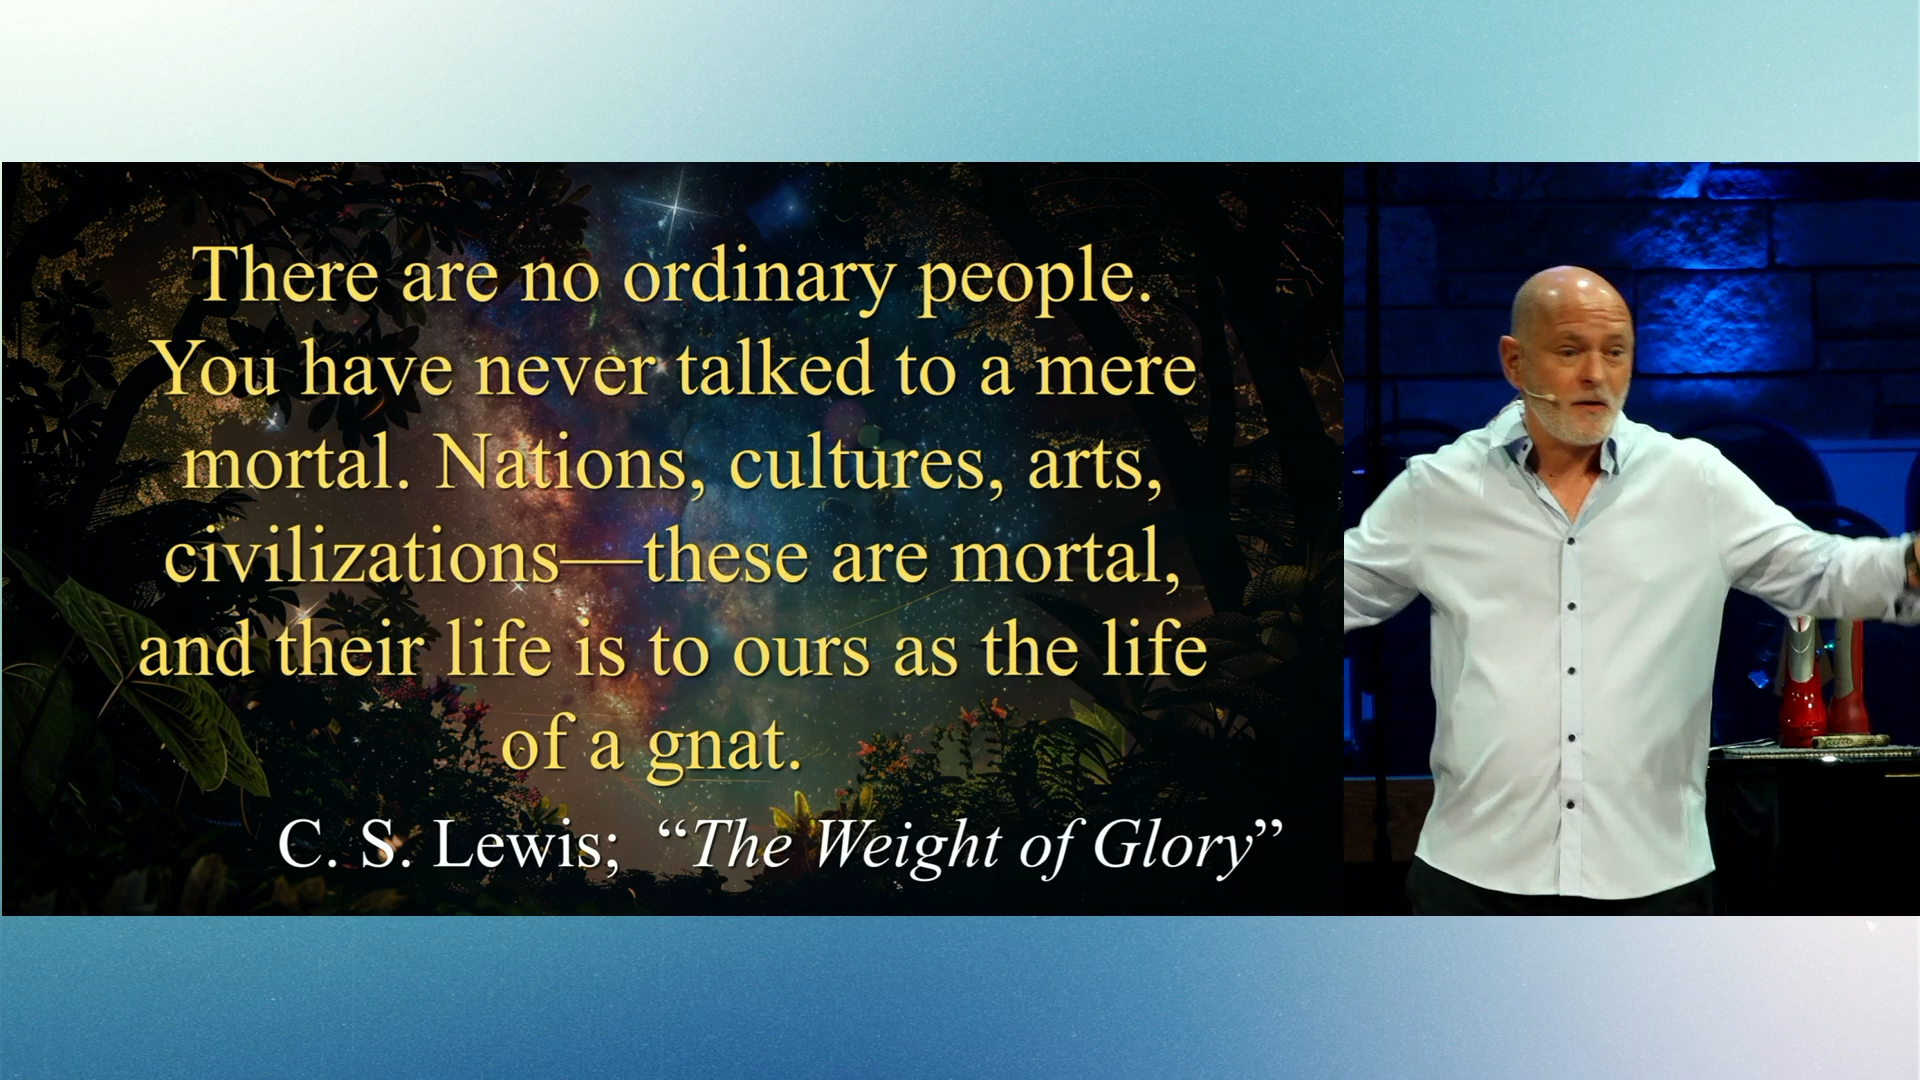 There are no ordinary people.
You have never talked to a mere
mortal. Nations, cultures, arts,
civilizations—these are mortal,
and their life is to ours as the life
of a gnat.
C. S. Lewis;  “The Weight of Glory”